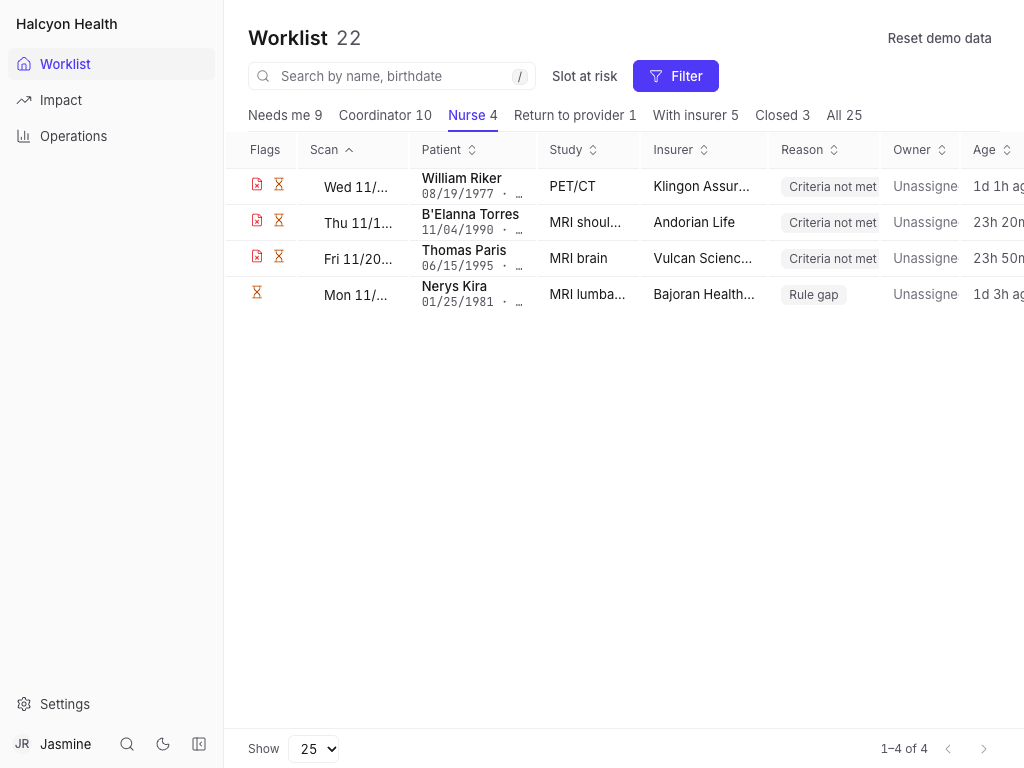 Halcyon Health
Worklist
Impact
Operations
Settings
JR Jasmine
Worklist 22
Reset demo data
Search by name, birthdate /
Slot at risk
Filter
Needs me 9 Coordinator 10 Nurse 4 Return to provider 1 With insurer 5 Closed 3 All 25
Flags Scan Patient Study Insurer Reason Owner Age
Wed 11/... William Riker PET/CT Klingon Assur... Criteria not met Unassigne 1d 1h ag
08/19/1977 · …
Thu 11/1... B'Elanna Torres MRI shoul... Andorian Life Criteria not met Unassigne 23h 20m
11/04/1990 · …
Fri 11/20... Thomas Paris MRI brain Vulcan Scienc... Criteria not met Unassigne 23h 50m
06/15/1995 · …
Mon 11/... Nerys Kira MRI lumba... Bajoran Health... Rule gap Unassigne 1d 3h ag
01/25/1981 · …
Show 25
1–4 of 4